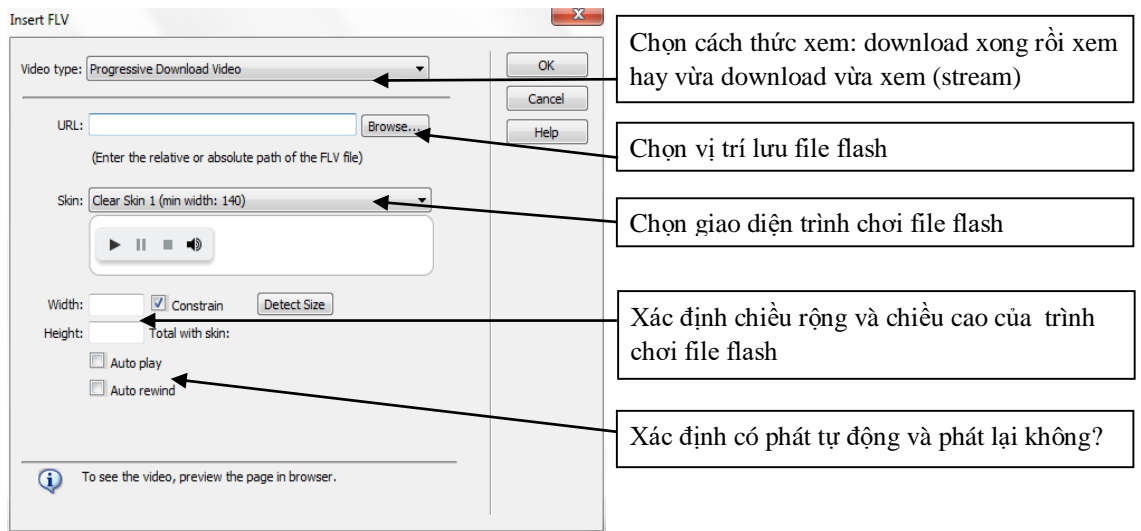 Insert FLV
Video type: Progressive Download Video
OK
Cancel
URL:
Browse...
Help
(Enter the relative or absolute path of the FLV file)
Skin: Clear Skin 1 (min width: 140)
Width:
Constrain
Detect Size
Height:
Total with skin:
Auto play
Auto rewind
To see the video, preview the page in browser.
Chọn cách thức xem: download xong rồi xem
hay vừa download vừa xem (stream)
Chọn vị trí lưu file flash
Chọn giao diện trình chơi file flash
Xác định chiều rộng và chiều cao của trình
chơi file flash
Xác định có phát tự động và phát lại không?